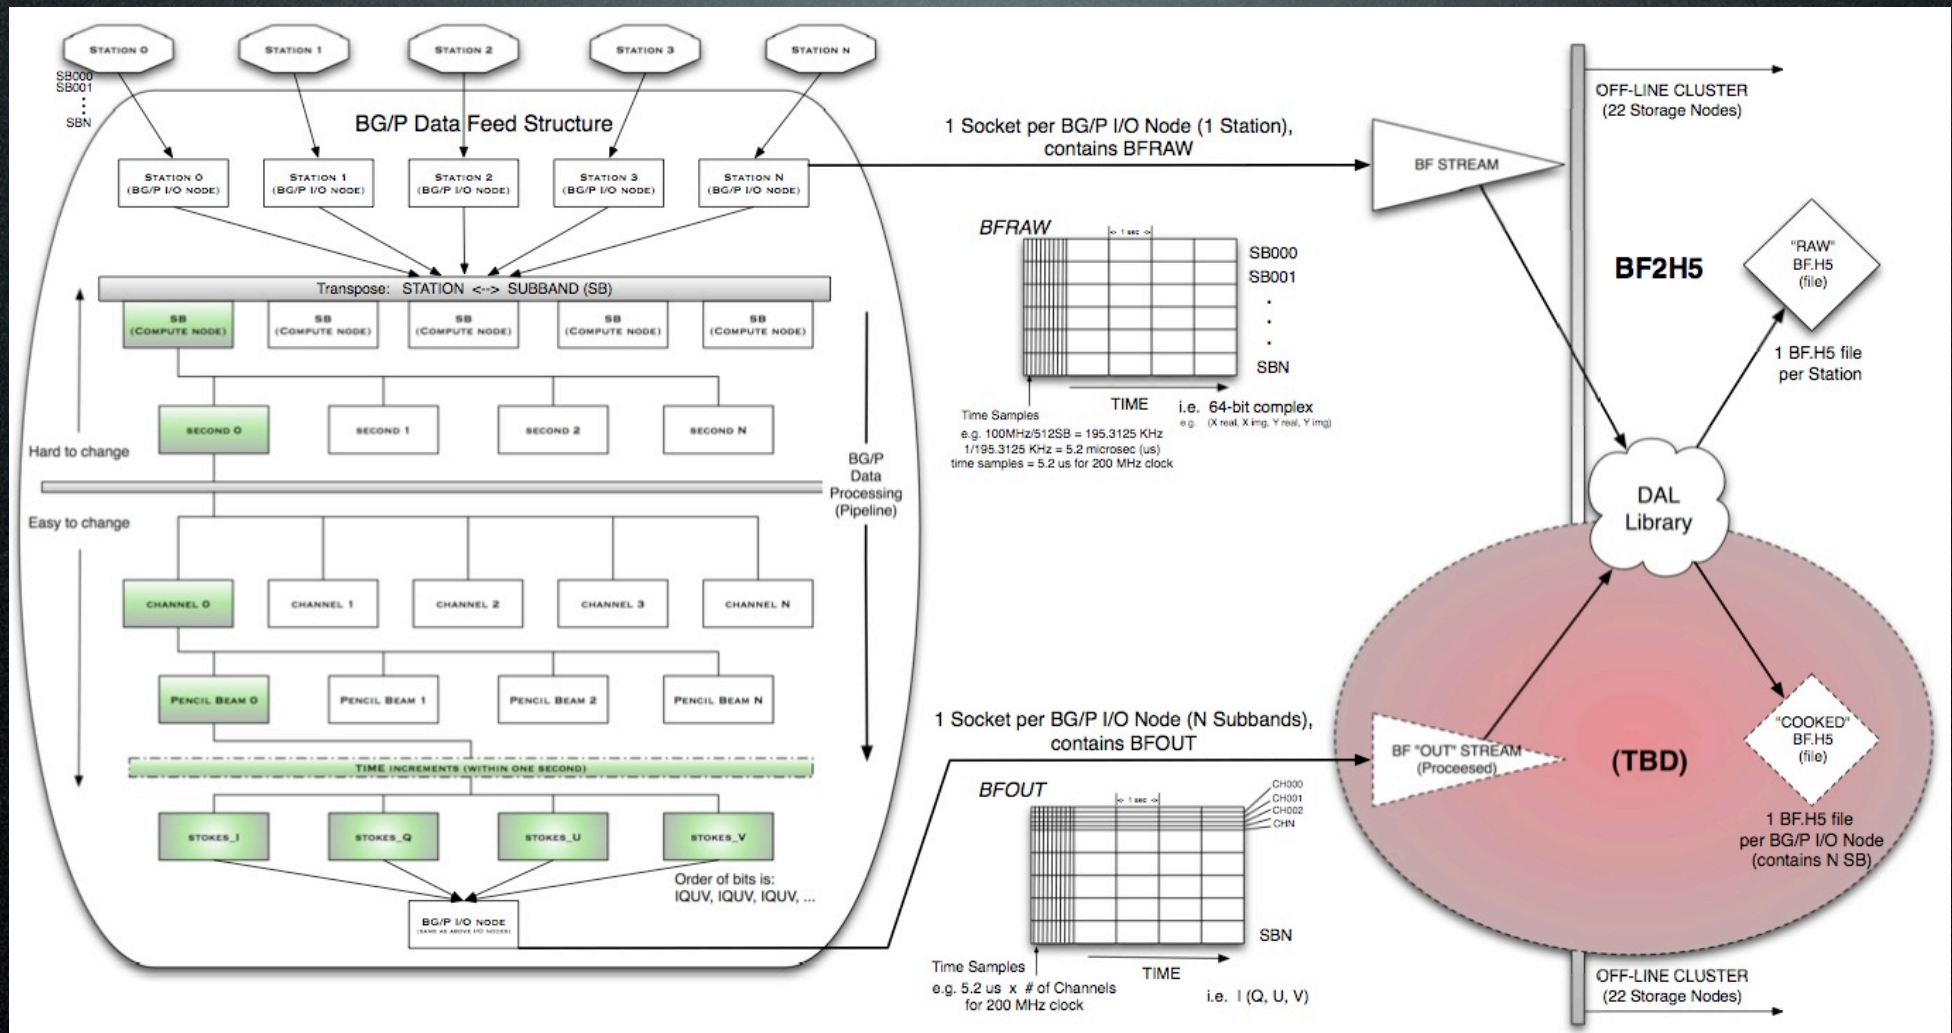 STATION 0
STATION 1
STATION 2
STATION 3
STATION N
SB000
SB001
.
.
.
SBN
BG/P Data Feed Structure
STATION 0
(BG/P I/O NODE)
STATION 1
(BG/P I/O NODE)
STATION 2
(BG/P I/O NODE)
STATION 3
(BG/P I/O NODE)
STATION N
(BG/P I/O NODE)
Transpose: STATION <--> SUBBAND (SB)
SB
(COMPUTE NODE)
SB
(COMPUTE NODE)
SB
(COMPUTE NODE)
SB
(COMPUTE NODE)
SB
(COMPUTE NODE)
SECOND 0
SECOND 1
SECOND 2
SECOND N
Hard to change
Easy to change
BG/P
Data
Processing
(Pipeline)
CHANNEL 0
CHANNEL 1
CHANNEL 2
CHANNEL 3
CHANNEL N
PENCIL BEAM 0
PENCIL BEAM 1
PENCIL BEAM 2
PENCIL BEAM N
TIME INCREMENTS (WITHIN ONE SECOND)
STOKES_I
STOKES_Q
STOKES_U
STOKES_V
Order of bits is:
IQUV, IQUV, IQUV, ...
BG/P I/O NODE
(SAME AS ABOVE I/O NODES)
1 Socket per BG/P I/O Node (1 Station),
contains BFRAW
BFRAW
<- 1 sec ->
SB000
SB001
.
.
.
SBN
TIME
Time Samples
e.g. 100MHz/512SB = 195.3125 KHz
1/195.3125 KHz = 5.2 microsec (us)
time samples = 5.2 us for 200 MHz clock
i.e. 64-bit complex
e.g. (X real, X img, Y real, Y img)
1 Socket per BG/P I/O Node (N Subbands),
contains BFOUT
BFOUT
<- 1 sec ->
CH000
CH001
CH002
CHN
SBN
TIME
Time Samples
e.g. 5.2 us x # of Channels
for 200 MHz clock
i.e. I (Q, U, V)
BF STREAM
OFF-LINE CLUSTER
(22 Storage Nodes)
BF2H5
"RAW"
BF.H5
(file)
1 BF.H5 file
per Station
DAL
Library
BF "OUT" STREAM
(Proceesed)
(TBD)
"COOKED"
BF.H5
(file)
1 BF.H5 file
per BG/P I/O Node
(contains N SB)
OFF-LINE CLUSTER
(22 Storage Nodes)